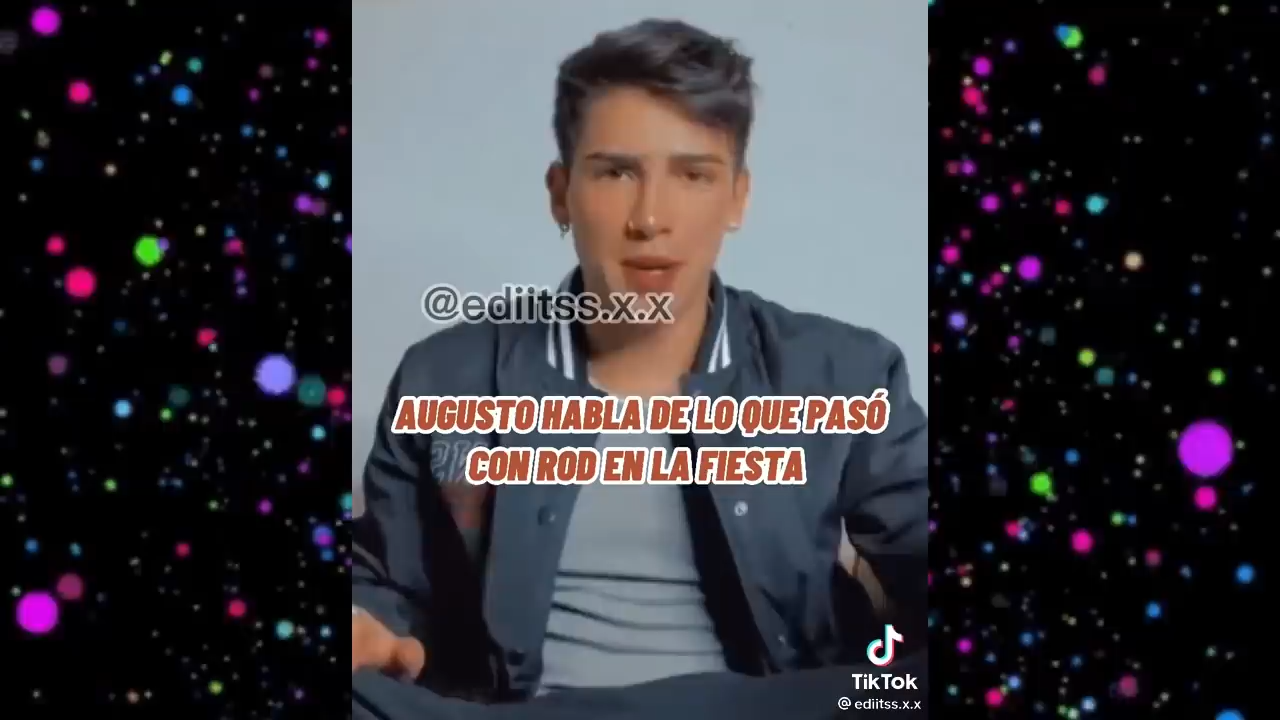 @ediitss.x.x
AUGUSTO HABLA DE LO QUE PASÓ
CON ROD EN LA FIESTA
TikTok
@ediitss.x.x